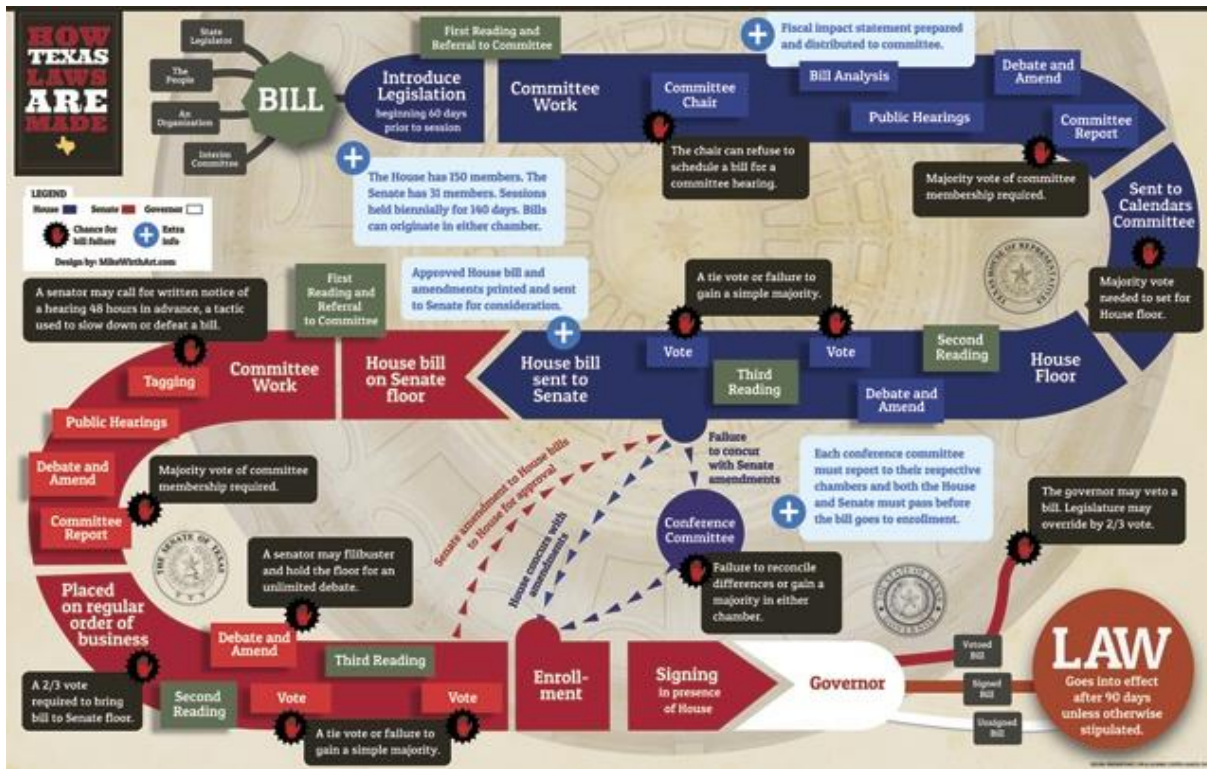 HOW
TEXAS
LAWS
ARE
MADE
State
Legislator
The
People
An
Organization
Interim
Committee
BILL
First Reading and
Referral to Committee
Introduce
Legislation
beginning 60 days
prior to session
Committee
Work
Committee
Chair
Fiscal impact statement prepared
and distributed to committee.
Bill Analysis
Public Hearings
Debate and
Amend
Committee
Report
The chair can refuse to
schedule a bill for a
committee hearing.
Majority vote of committee
membership required.
The House has 150 members. The
Senate has 31 members. Sessions
held biennially for 140 days. Bills
can originate in either chamber.
LEGEND
House
Senate
Governor
Chance for
bill failure
Extra
info
Design by: MikeWirthArt.com
Sent to
Calendars
Committee
Majority vote
needed to set for
House floor.
TEXAS HOUSE OF REPRESENTATIVES
House
Floor
Second
Reading
Debate and
Amend
Vote
Third
Reading
Vote
A tie vote or failure to
gain a simple majority.
House bill
sent to
Senate
Approved House bill and
amendments printed and sent
to Senate for consideration.
First
Reading and
Referral
to Committee
House bill
on Senate
floor
Committee
Work
A senator may call for written notice of
a hearing 48 hours in advance, a tactic
used to slow down or defeat a bill.
Tagging
Public Hearings
Debate and
Amend
Committee
Report
Majority vote of committee
membership required.
THE SENATE OF TEXAS
Placed
on regular
order of
business
A 2/3 vote
required to bring
bill to Senate floor.
Second
Reading
Debate and
Amend
A senator may filibuster
and hold the floor for an
unlimited debate.
Vote
Third Reading
Vote
A tie vote or failure to
gain a simple majority.
Senate amendment to House bills
to House for approval
House concurs with
amendments
Failure
to concur
with Senate
amendments
Conference
Committee
Each conference committee
must report to their respective
chambers and both the House
and Senate must pass before
the bill goes to enrollment.
Failure to reconcile
differences or gain a
majority in either
chamber.
Enroll-
ment
Signing
in presence
of House
Governor
The governor may veto a
bill. Legislature may
override by 2/3 vote.
Vetoed
Bill
Signed
Bill
Unsigned
Bill
LAW
Goes into effect
after 90 days
unless otherwise
stipulated.